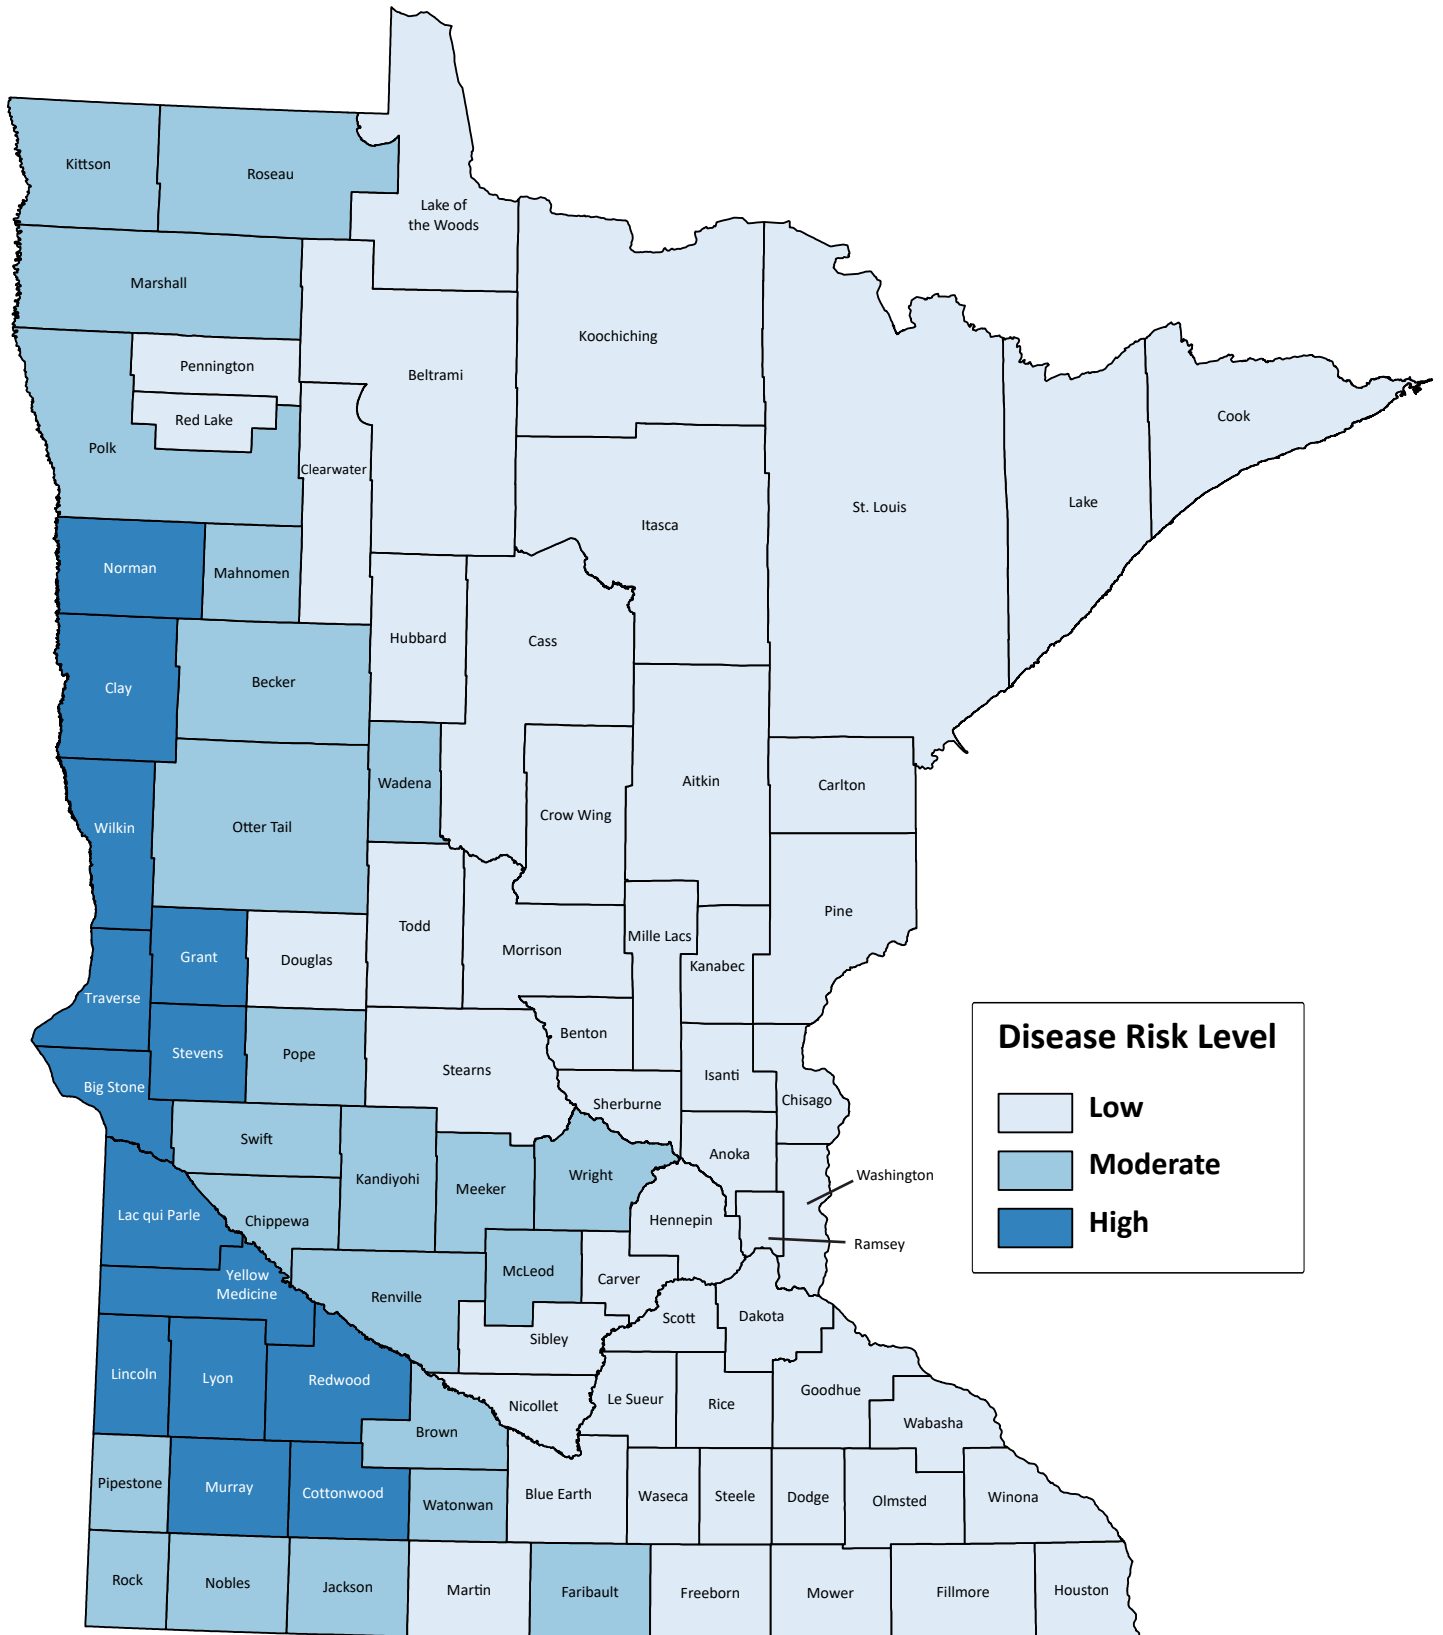 Kittson
Roseau
Lake of
the Woods
Marshall
Koochiching
Pennington
Beltrami
Red Lake
Cook
Polk
Clearwater
Lake
St. Louis
Itasca
Norman
Mahnomen
Hubbard
Cass
Becker
Clay
Aitkin
Wadena
Carlton
Crow Wing
Otter Tail
Wilkin
Pine
Todd
Mille Lacs
Morrison
Grant
Douglas
Kanabec
Traverse
Benton
Stevens
Pope
Stearns
Isanti
Big Stone
Chisago
Sherburne
Swift
Anoka
Kandiyohi
Wright
Washington
Meeker
Lac qui Parle
Chippewa
Hennepin
Ramsey
McLeod
Yellow
Medicine
Carver
Renville
Scott
Dakota
Sibley
Lincoln
Lyon
Redwood
Goodhue
Le Sueur
Rice
Nicollet
Wabasha
Brown
Pipestone
Murray
Cottonwood
Blue Earth
Waseca
Steele
Dodge
Winona
Olmsted
Watonwan
Rock
Nobles
Jackson
Martin
Faribault
Freeborn
Mower
Fillmore
Houston
Disease Risk Level
Low
Moderate
High